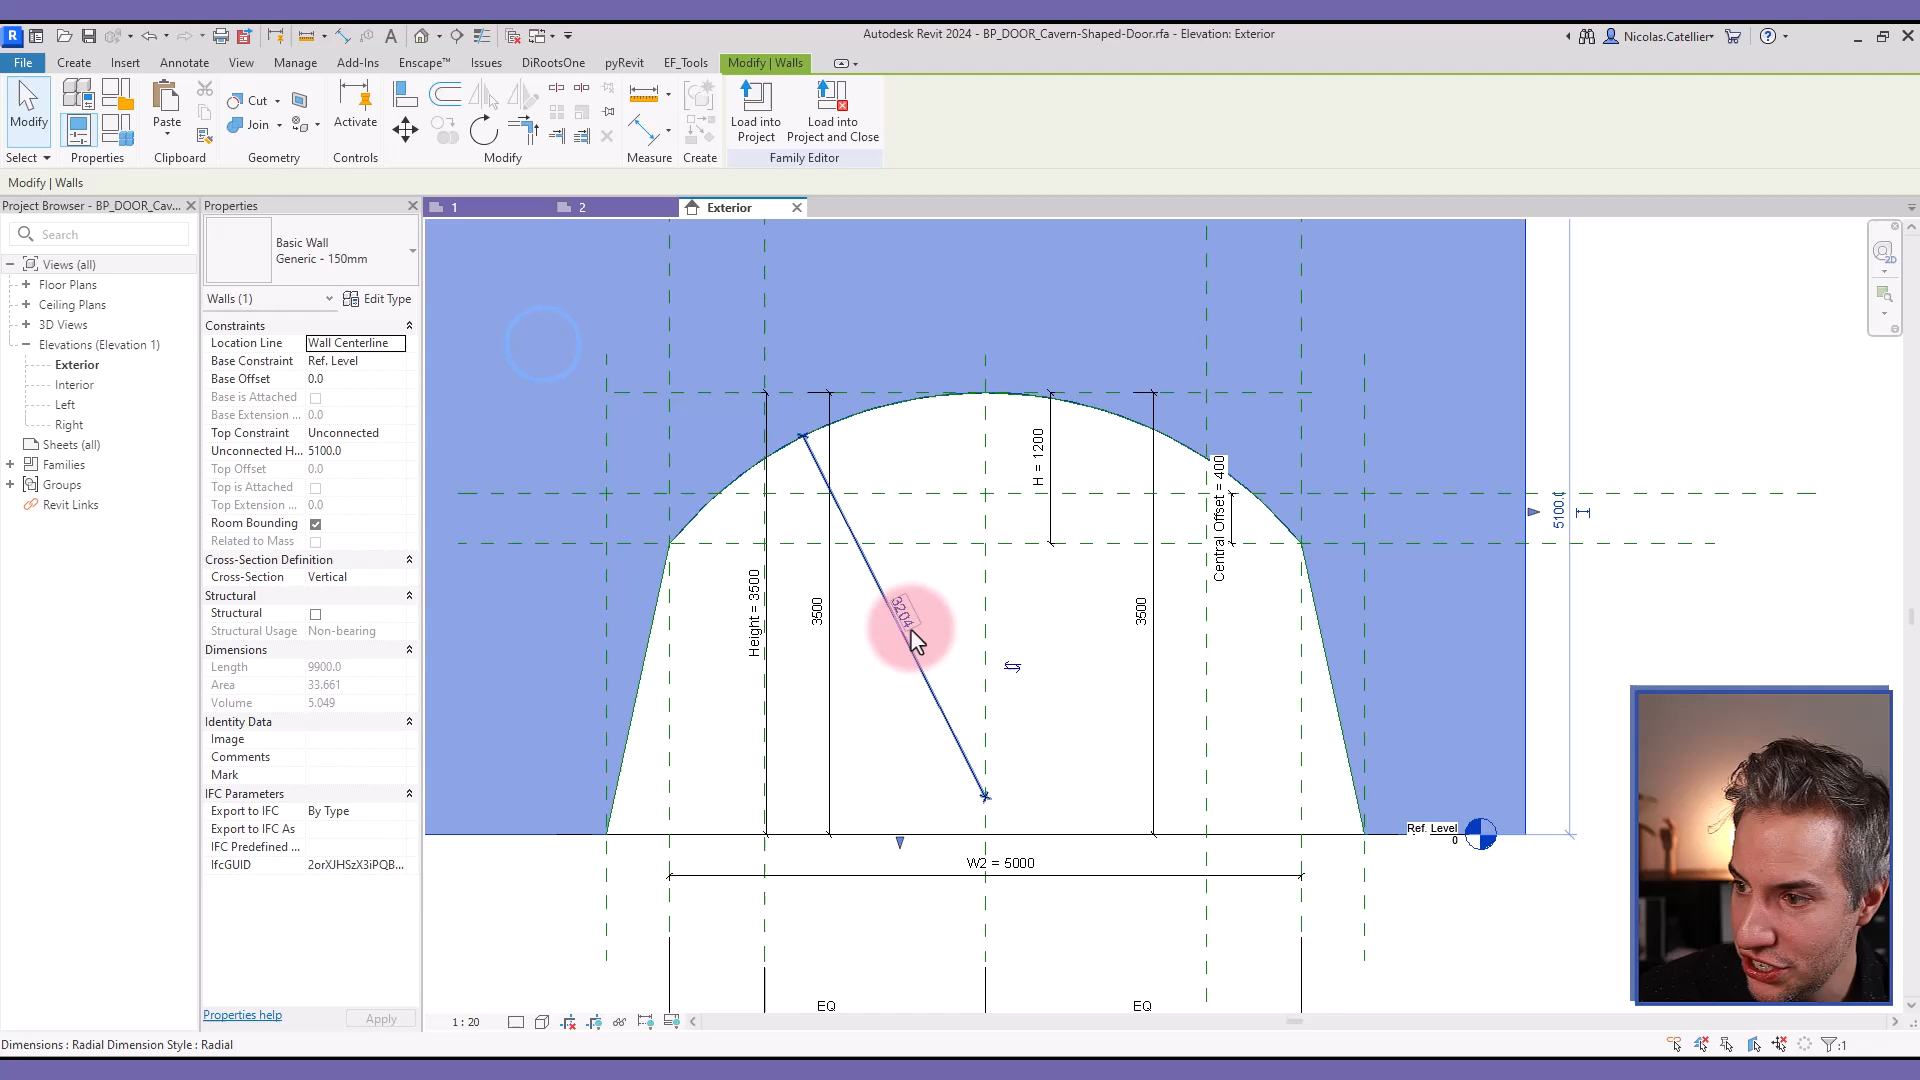 Autodesk Revit 2024 - BP_DOOR_Cavern-Shaped-Door.rfa - Elevation: Exterior
Nicolas.Catellier
File Create Insert Annotate View Manage Add-Ins Enscape™ Issues DiRootsOne pyRevit EF_Tools Modify | Walls
Modify
Cut
Join
Paste
Activate
Load into
Project
Load into
Project and Close
Select Properties Clipboard Geometry Controls Modify Measure Create Family Editor
Modify | Walls
Project Browser - BP_DOOR_Cav...
Search
Views (all)
Floor Plans
Ceiling Plans
3D Views
Elevations (Elevation 1)
Exterior
Interior
Left
Right
Sheets (all)
Families
Groups
Revit Links
Properties
Basic Wall
Generic - 150mm
Walls (1) Edit Type
Constraints
Location Line Wall Centerline
Base Constraint Ref. Level
Base Offset 0.0
Base is Attached
Base Extension ... 0.0
Top Constraint Unconnected
Unconnected H... 5100.0
Top Offset 0.0
Top is Attached
Top Extension ... 0.0
Room Bounding
Related to Mass
Cross-Section Definition
Cross-Section Vertical
Structural
Structural
Structural Usage Non-bearing
Dimensions
Length 9900.0
Area 33.661
Volume 5.049
Identity Data
Image
Comments
Mark
IFC Parameters
Export to IFC By Type
Export to IFC As
IFC Predefined ...
IfcGUID 2orXJHSzX3iPQB...
Properties help Apply
1 2 Exterior
2D
H = 1200
Central Offset = 400
5100.0
Height = 3500
3500
3204
3500
Ref. Level
0
W2 = 5000
EQ EQ
1 : 20
Dimensions : Radial Dimension Style : Radial
:1